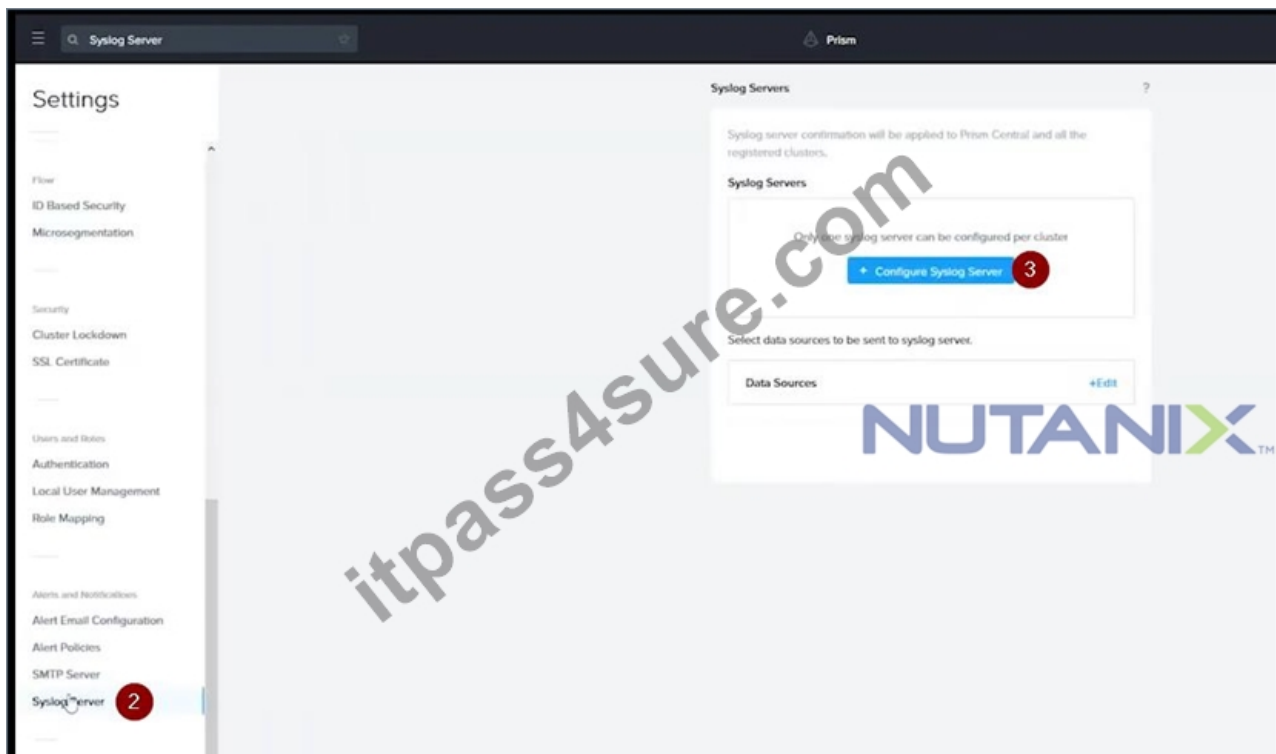 Syslog Server
Prism
Settings
Flow
ID Based Security
Microsegmentation
Security
Cluster Lockdown
SSL Certificate
Users and Roles
Authentication
Local User Management
Role Mapping
Alerts and Notifications
Alert Email Configuration
Alert Policies
SMTP Server
Syslog Server 2
Syslog Servers ?
Syslog server confirmation will be applied to Prism Central and all the
registered clusters.
Syslog Servers
Only one syslog server can be configured per cluster
+ Configure Syslog Server 3
Select data sources to be sent to syslog server.
Data Sources +Edit
NUTANIX TM
itpass4sure.com